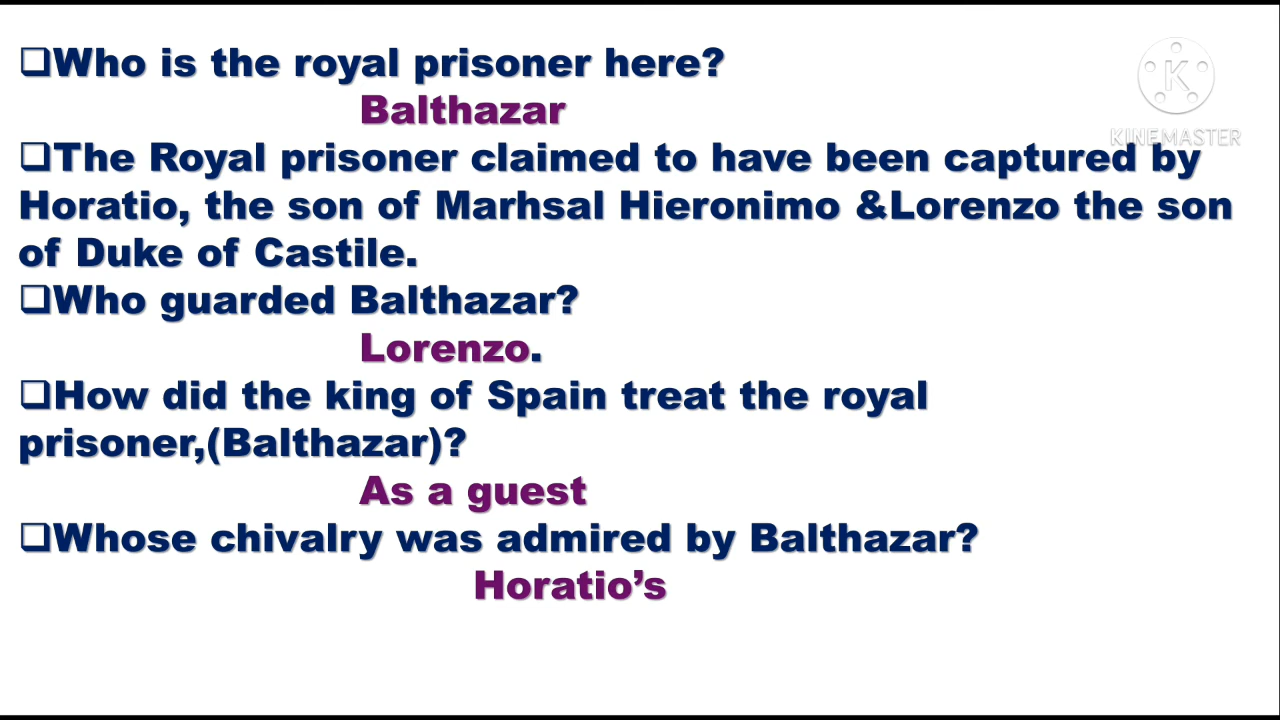 ❑Who is the royal prisoner here?
Balthazar
KINEMASTER
❑The Royal prisoner claimed to have been captured by
Horatio, the son of Marhsal Hieronimo &Lorenzo the son
of Duke of Castile.
❑Who guarded Balthazar?
Lorenzo.
❑How did the king of Spain treat the royal
prisoner,(Balthazar)?
As a guest
❑Whose chivalry was admired by Balthazar?
Horatio’s